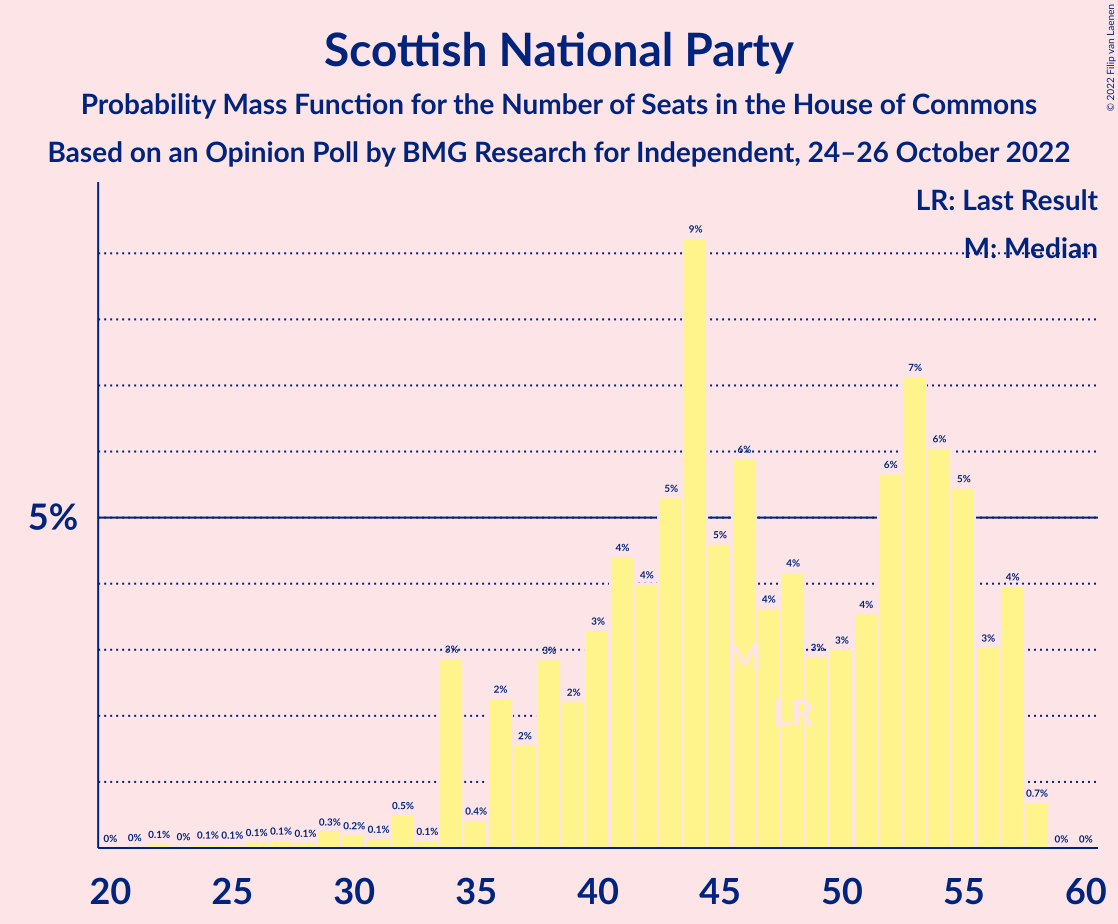 Scottish National Party
Probability Mass Function for the Number of Seats in the House of Commons
Based on an Opinion Poll by BMG Research for Independent, 24–26 October 2022
© 2022 Filip van Laenen
LR: Last Result
M: Median
5%
0% 0% 0.1% 0% 0.1% 0.1% 0.1% 0.1% 0.1% 0.3% 0.2% 0.1% 0.5% 0.1% 3% 0.4% 2% 2% 3% 2% 3% 4% 4% 5% 9% 5% 6% 4% 4% 3% 3% 4% 6% 7% 6% 5% 3% 4% 0.7% 0% 0%
M
LR
20 25 30 35 40 45 50 55 60